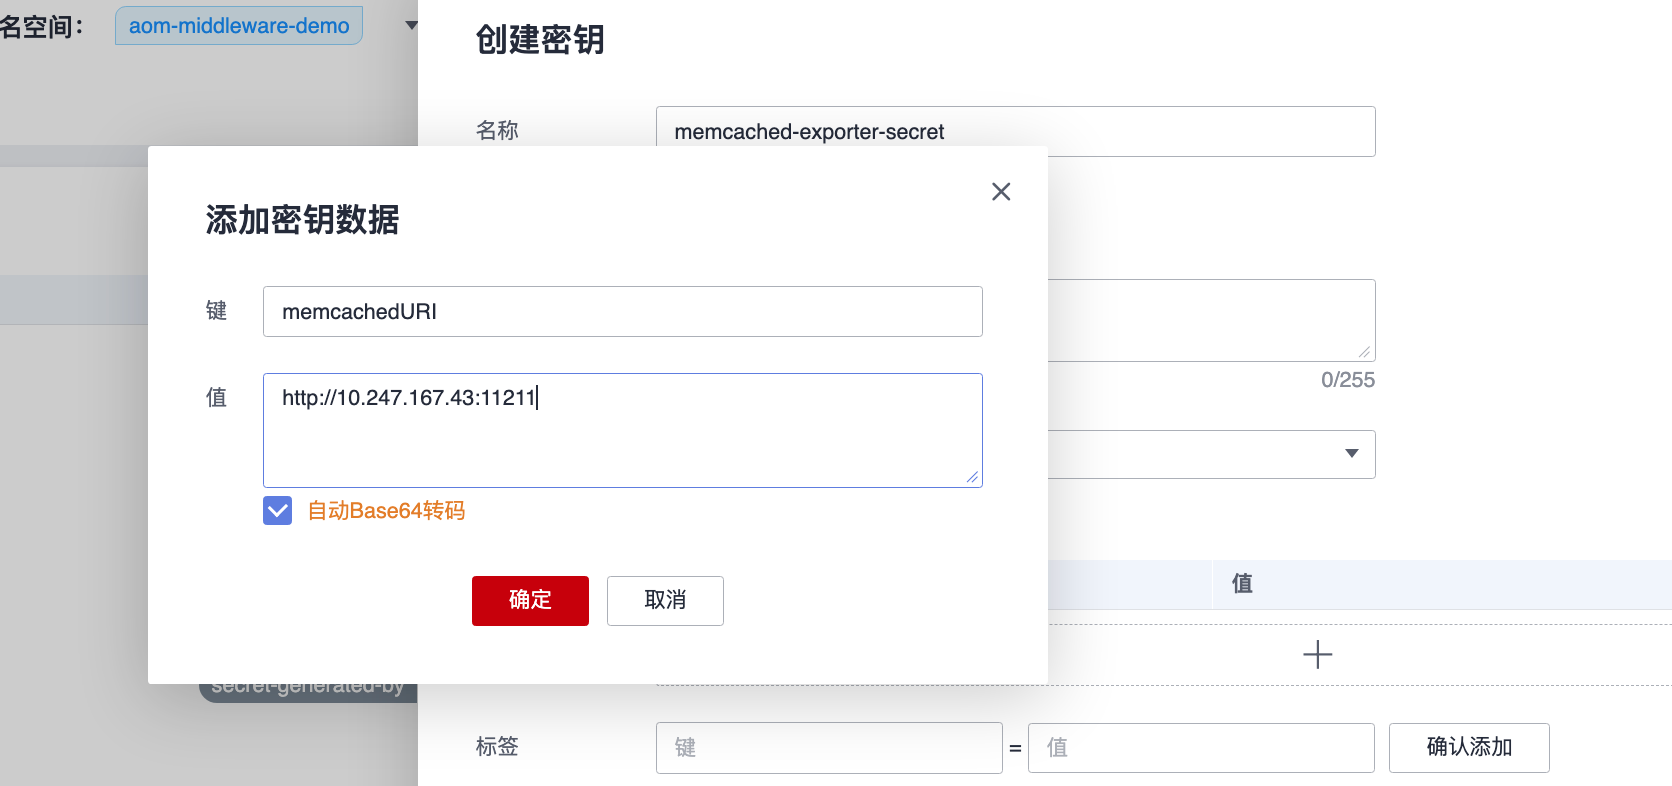 名空间：
aom-middleware-demo
创建密钥
名称
memcached-exporter-secret
添加密钥数据
键
memcachedURI
值
http://10.247.167.43:11211
自动Base64转码
确定
取消
0/255
值
secret-generated-by
标签
键
=
值
确认添加